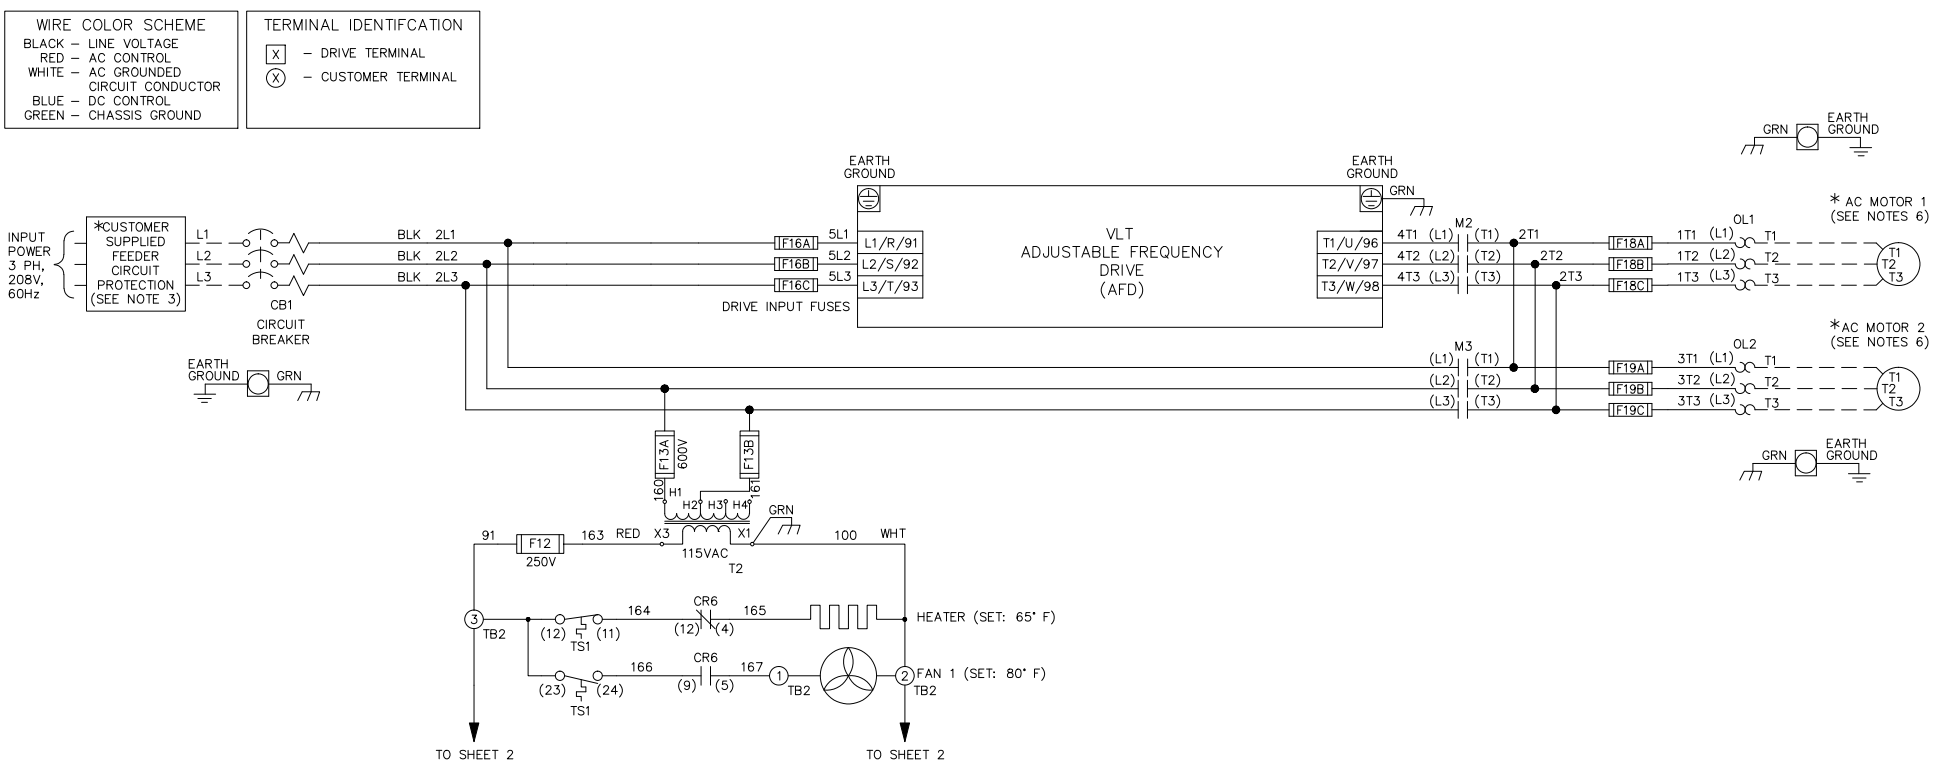 WIRE COLOR SCHEME
BLACK – LINE VOLTAGE
RED – AC CONTROL
WHITE – AC GROUNDED
CIRCUIT CONDUCTOR
BLUE – DC CONTROL
GREEN – CHASSIS GROUND
TERMINAL IDENTIFCATION
X – DRIVE TERMINAL
X – CUSTOMER TERMINAL
INPUT
POWER
3 PH,
208V,
60Hz
*CUSTOMER
SUPPLIED
FEEDER
CIRCUIT
PROTECTION
(SEE NOTE 3)
L1
L2
L3
CB1
CIRCUIT
BREAKER
EARTH
GROUND
GRN
BLK 2L1
BLK 2L2
BLK 2L3
F16A
F16B
F16C
5L1
5L2
5L3
DRIVE INPUT FUSES
EARTH
GROUND
L1/R/91
L2/S/92
L3/T/93
VLT
ADJUSTABLE FREQUENCY
DRIVE
(AFD)
EARTH
GROUND
GRN
T1/U/96
T2/V/97
T3/W/98
M2
4T1 (L1) (T1) 2T1
4T2 (L2) (T2) 2T2
4T3 (L3) (T3) 2T3
F18A
F18B
F18C
OL1
1T1 (L1) T1
1T2 (L2) T2
1T3 (L3) T3
GRN
EARTH
GROUND
* AC MOTOR 1
(SEE NOTES 6)
T1
T2
T3
M3
(L1) (T1)
(L2) (T2)
(L3) (T3)
F19A
F19B
F19C
OL2
3T1 (L1) T1
3T2 (L2) T2
3T3 (L3) T3
*AC MOTOR 2
(SEE NOTES 6)
T1
T2
T3
GRN
EARTH
GROUND
F13A
600V
F13B
160
161
H1
H2 H3 H4
GRN
91
F12
250V
163 RED X3
X1
100 WHT
115VAC
T2
3
TB2
(12) (11)
TS1
164
CR6
(12) (4)
165
HEATER (SET: 65° F)
(23) (24)
TS1
166
CR6
(9) (5)
167
1
TB2
2
TB2
FAN 1 (SET: 80° F)
TO SHEET 2
TO SHEET 2